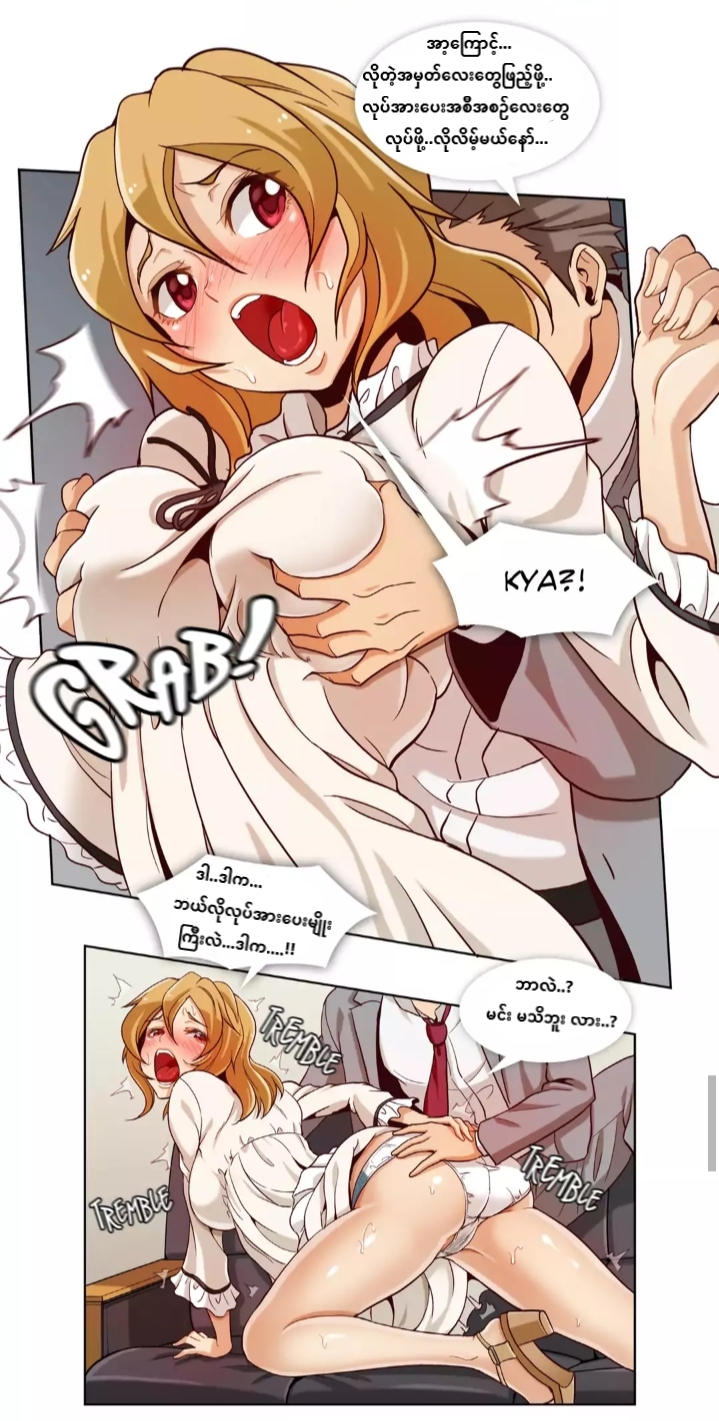 အာ့ကြောင့်...
လိုတဲ့အမှတ်လေးတွေဖြည့်ဖို့..
လုပ်အားပေးအစီအစဉ်လေးတွေ
လုပ်ဖို့..လိုလိမ့်မယ်နော်...
KYA?!
GRAB!
ဒါ..ဒါက...
ဘယ်လိုလုပ်အားပေးမျိုး
ကြီးလဲ...ဒါက....!!
ဘာလဲ..?
မင်း မသိဘူး လား..?
TREMBLE
TREMBLE
TREMBLE